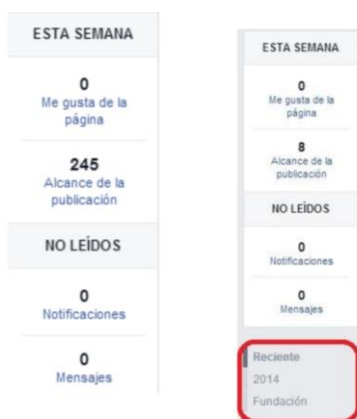 ESTA SEMANA
0
Me gusta de la
página
245
Alcance de la
publicación
NO LEÍDOS
0
Notificaciones
0
Mensajes
ESTA SEMANA
0
Me gusta de la
página
8
Alcance de la
publicación
NO LEÍDOS
0
Notificaciones
0
Mensajes
Reciente
2014
Fundación